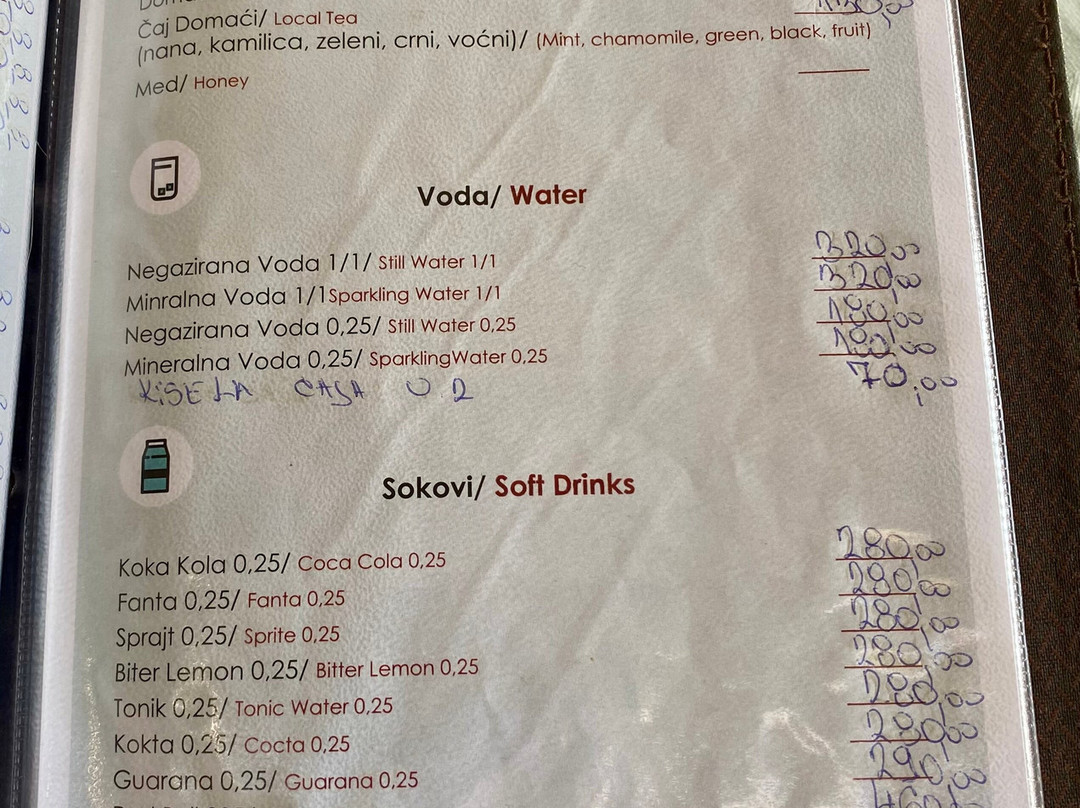 Čaj Domaći/ Local Tea
(nana, kamilica, zeleni, crni, voćni)/ (Mint, chamomile, green, black, fruit)
Med/ Honey
Voda/ Water
Negazirana Voda 1/1/ Still Water 1/1 320,00
Minralna Voda 1/1Sparkling Water 1/1 320,00
Negazirana Voda 0,25/ Still Water 0,25 180,00
Mineralna Voda 0,25/ SparklingWater 0,25 180,00
KiSELA ČAŠA 0.2 70,00
Sokovi/ Soft Drinks
Koka Kola 0,25/ Coca Cola 0,25 280,00
Fanta 0,25/ Fanta 0,25 280,00
Sprajt 0,25/ Sprite 0,25 280,00
Biter Lemon 0,25/ Bitter Lemon 0,25 280,00
Tonik 0,25/ Tonic Water 0,25 280,00
Kokta 0,25/ Cocta 0,25 280,00
Guarana 0,25/ Guarana 0,25 290,00